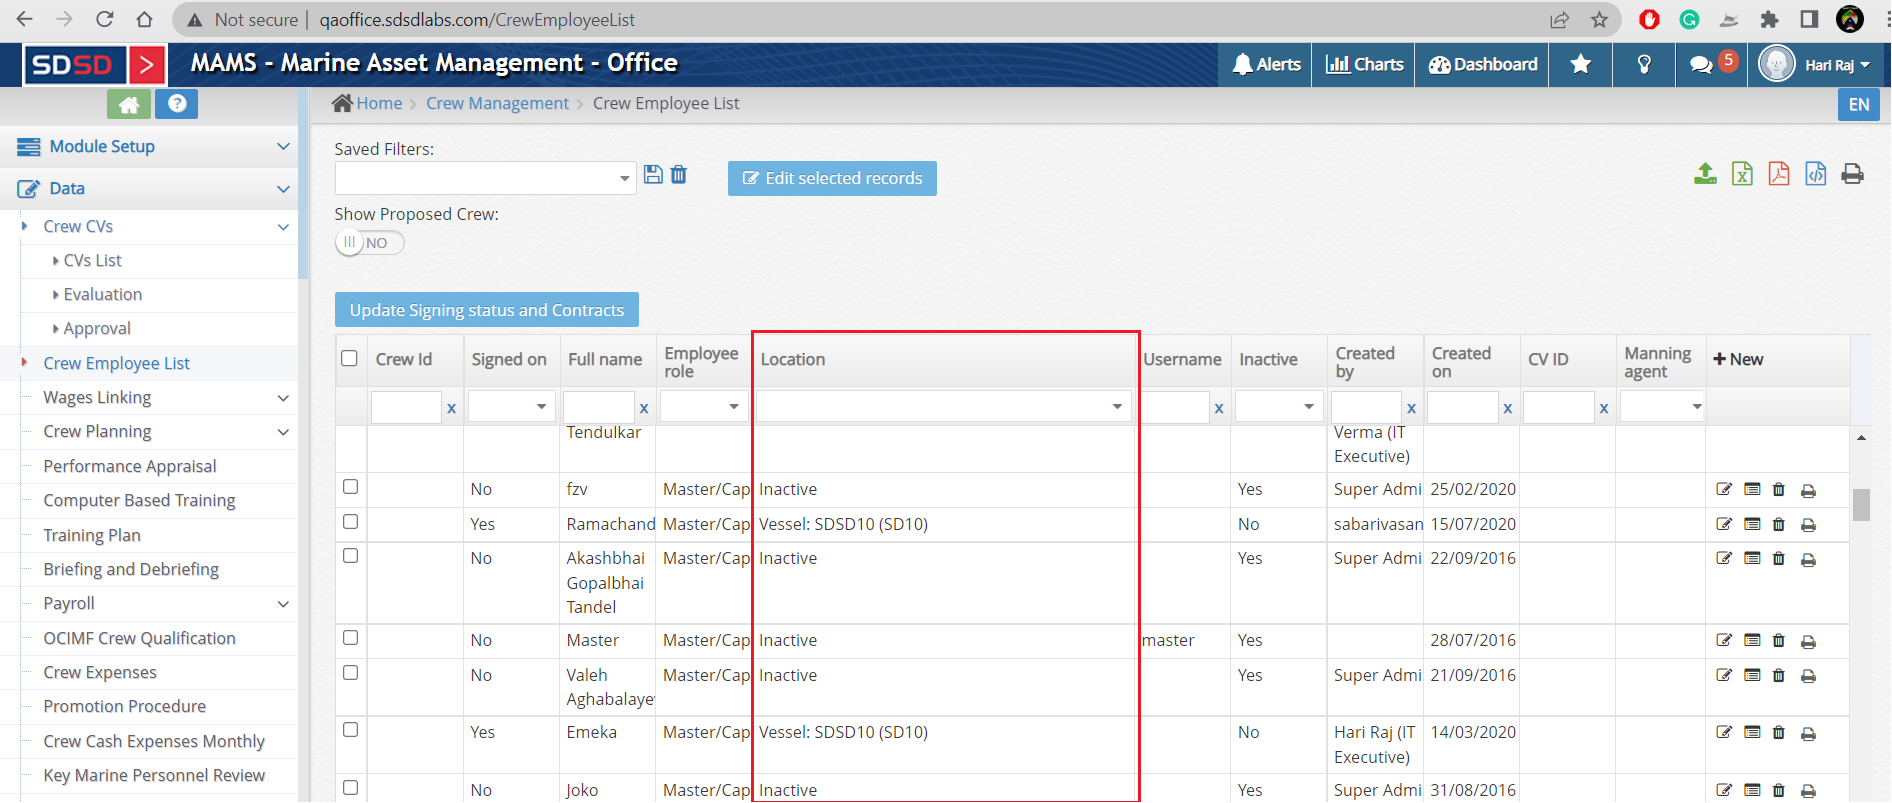 Not secure | qaoffice.sdsdlabs.com/CrewEmployeeList
SDSD > MAMS - Marine Asset Management - Office Alerts Charts Dashboard 5 Hari Raj
? Home > Crew Management > Crew Employee List EN
Module Setup
Data
Crew CVs
CVs List
Evaluation
Approval
Crew Employee List
Wages Linking
Crew Planning
Performance Appraisal
Computer Based Training
Training Plan
Briefing and Debriefing
Payroll
OCIMF Crew Qualification
Crew Expenses
Promotion Procedure
Crew Cash Expenses Monthly
Key Marine Personnel Review
Saved Filters:
Edit selected records
Show Proposed Crew:
NO
Update Signing status and Contracts
Crew Id Signed on Full name Employee role Location Username Inactive Created by Created on CV ID Manning agent + New
x x x x x x
Tendulkar Verma (IT
Executive)
No fzv Master/Cap Inactive Yes Super Admi 25/02/2020
Yes Ramachand Master/Cap Vessel: SDSD10 (SD10) No sabarivasan 15/07/2020
No Akashbhai Master/Cap Inactive Yes Super Admi 22/09/2016
Gopalbhai
Tandel
No Master Master/Cap Inactive master Yes 28/07/2016
No Valeh Master/Cap Inactive Yes Super Admi 21/09/2016
Aghabalaye
Yes Emeka Master/Cap Vessel: SDSD10 (SD10) No Hari Raj (IT 14/03/2020
Executive)
No Joko Master/Cap Inactive Yes Super Admi 31/08/2016